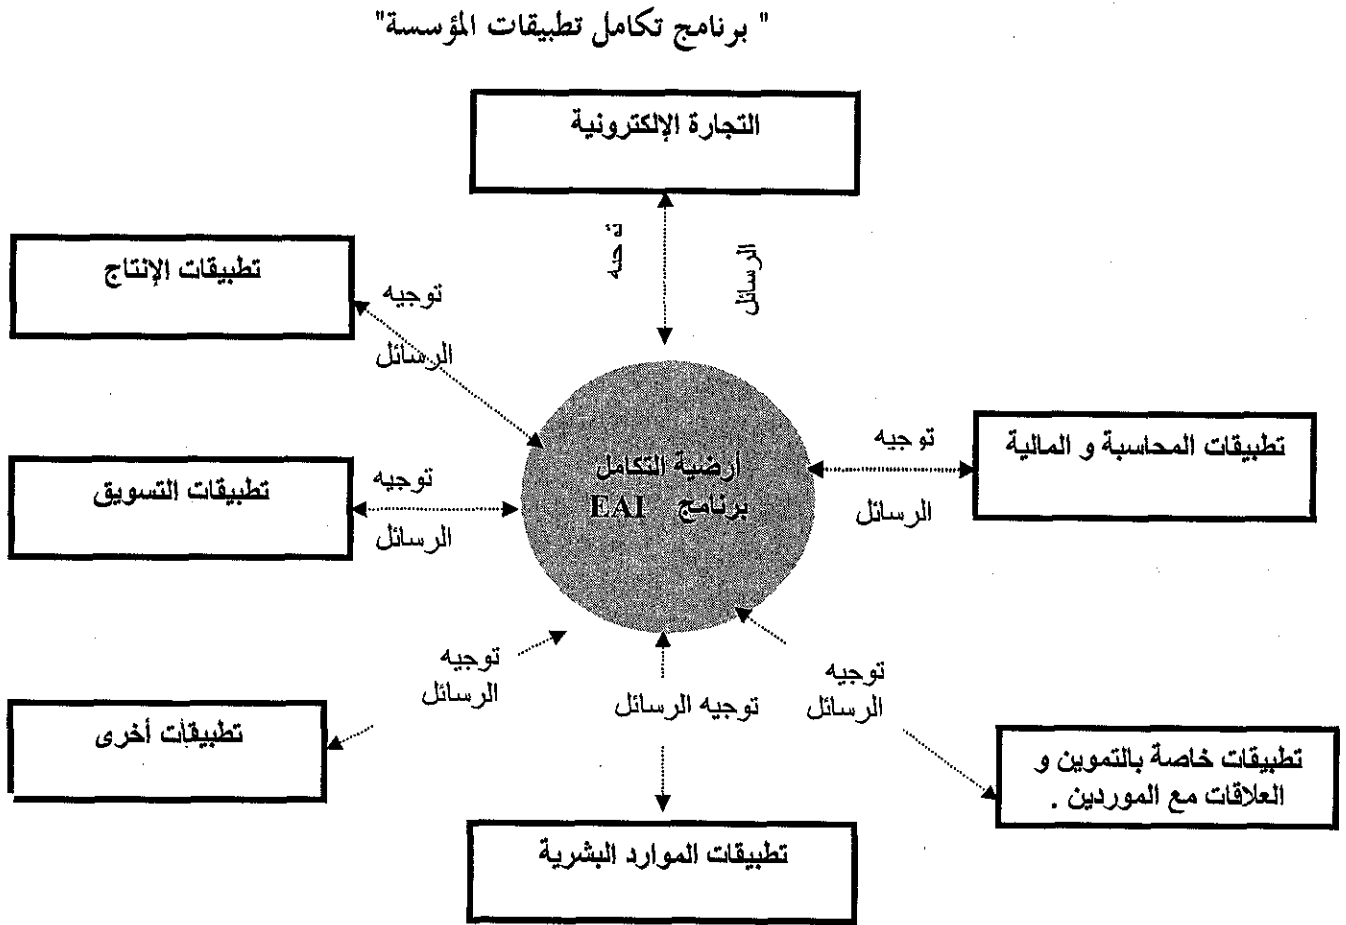 " برنامج تكامل تطبيقات المؤسسة"
التجارة الإلكترونية
الرسائل
تطبيقات الإنتاج
توجيه
الرسائل
أرضية التكامل
برنامج EAI
تطبيقات المحاسبة و المالية
توجيه
الرسائل
تطبيقات التسويق
توجيه
الرسائل
توجيه
الرسائل
توجيه الرسائل
توجيه
الرسائل
تطبيقات أخرى
تطبيقات خاصة بالتموين و
العلاقات مع الموردين .
تطبيقات الموارد البشرية